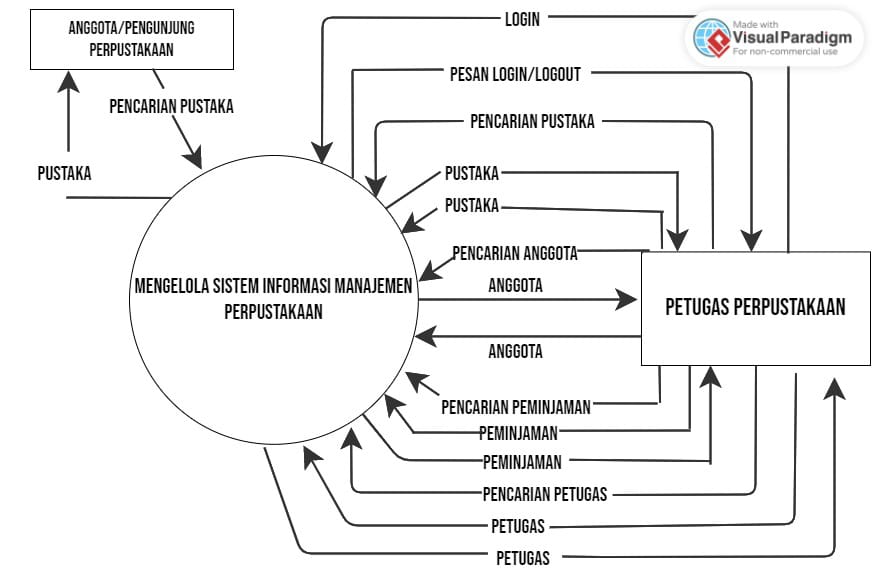 ANGGOTA/PENGUNJUNG
PERPUSTAKAAN
LOGIN
Made with
VisualParadigm
For non-commercial use
PESAN LOGIN/LOGOUT
PENCARIAN PUSTAKA
PENCARIAN PUSTAKA
PUSTAKA
PUSTAKA
PUSTAKA
PENCARIAN ANGGOTA
MENGELOLA SISTEM INFORMASI MANAJEMEN
PERPUSTAKAAN
ANGGOTA
PETUGAS PERPUSTAKAAN
ANGGOTA
PENCARIAN PEMINJAMAN
PEMINJAMAN
PEMINJAMAN
PENCARIAN PETUGAS
PETUGAS
PETUGAS